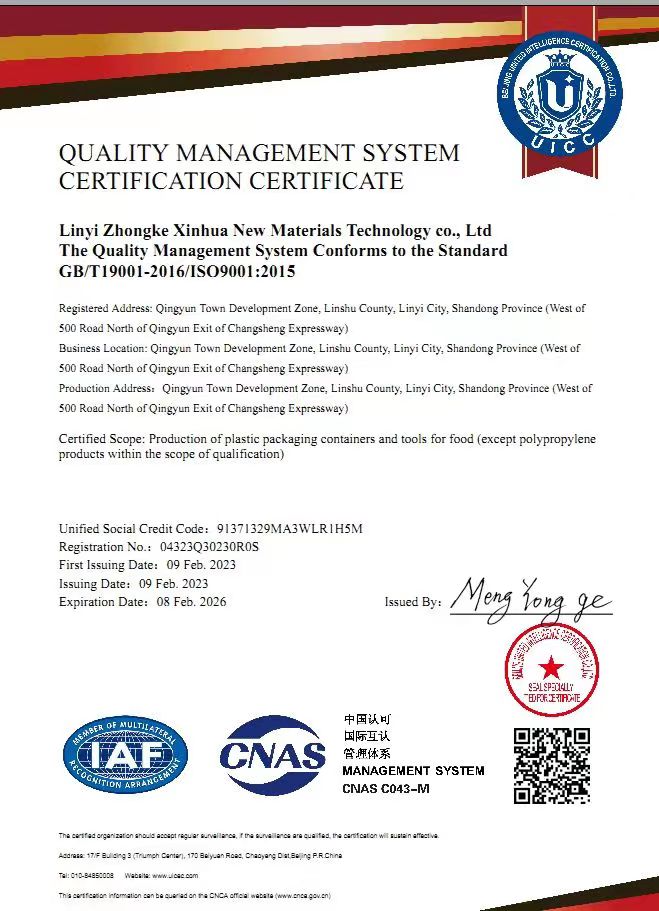 BEIJING UNITED INTELLIGENCE CERTIFICATION CO.,LTD.
U
UICC
QUALITY MANAGEMENT SYSTEM
CERTIFICATION CERTIFICATE
Linyi Zhongke Xinhua New Materials Technology co., Ltd
The Quality Management System Conforms to the Standard
GB/T19001-2016/ISO9001:2015
Registered Address: Qingyun Town Development Zone, Linshu County, Linyi City, Shandong Province (West of
500 Road North of Qingyun Exit of Changsheng Expressway)
Business Location: Qingyun Town Development Zone, Linshu County, Linyi City, Shandong Province (West of
500 Road North of Qingyun Exit of Changsheng Expressway)
Production Address：Qingyun Town Development Zone, Linshu County, Linyi City, Shandong Province (West of
500 Road North of Qingyun Exit of Changsheng Expressway)
Certified Scope: Production of plastic packaging containers and tools for food (except polypropylene
products within the scope of qualification)
Unified Social Credit Code：91371329MA3WLR1H5M
Registration No.：04323Q30230R0S
First Issuing Date：09 Feb. 2023
Issuing Date：09 Feb. 2023
Expiration Date：08 Feb. 2026
Issued By：Meng Yong ge
UNITED INTELLIGENCE CERTIFICATION CO.,LTD
SEAL SPECIALLY
FOR CERTIFICATE
MEMBER OF MULTILATERAL
IAF
RECOGNITION ARRANGEMENT
CNAS
中国认可
国际互认
管理体系
MANAGEMENT SYSTEM
CNAS C043-M
The certified organization should accept regular surveillance, if the surveillance are qualified, the certification will sustain effective.
Address: 17/F Building 3 (Triumph Center), 170 Beiyuan Road, Chaoyang Dist,Beijing P.R.China
Tel: 010-84850008 Website: www.uicac.com
This certification information can be queried on the CNCA official website (www.cnca.gov.cn)